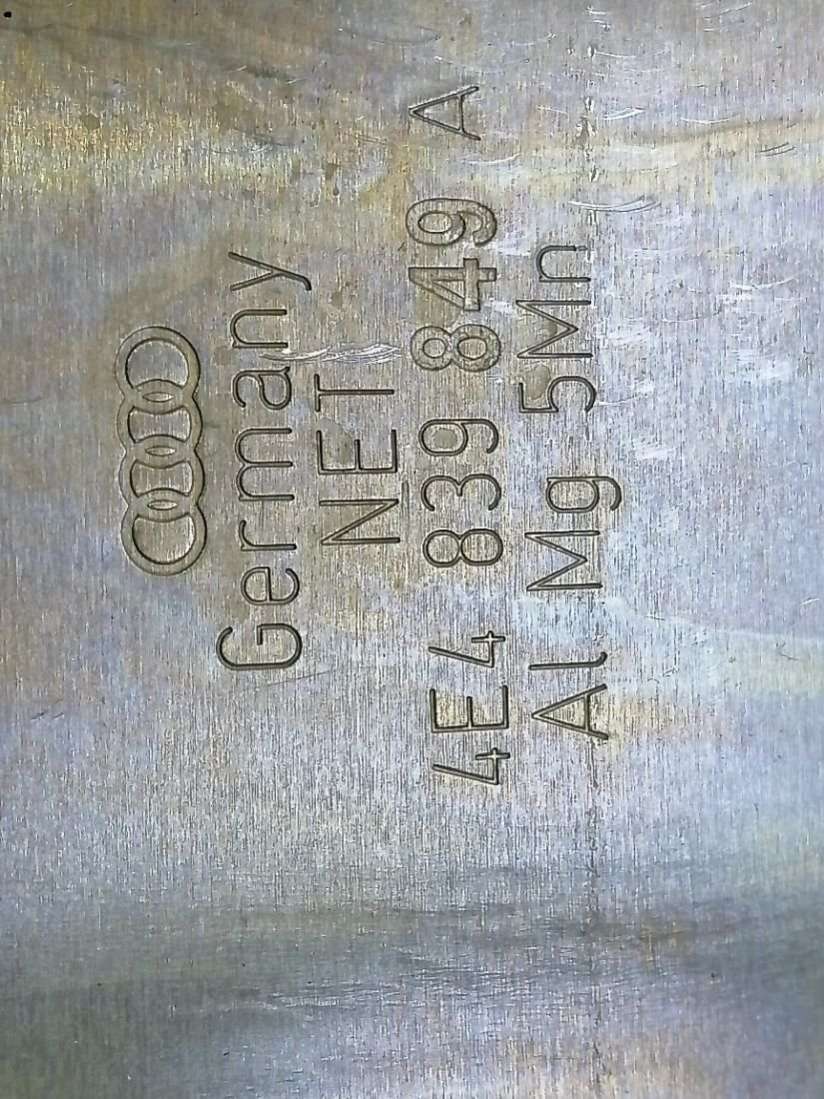 Germany
NET
4E4 839 849 A
Al Mg 5Mn